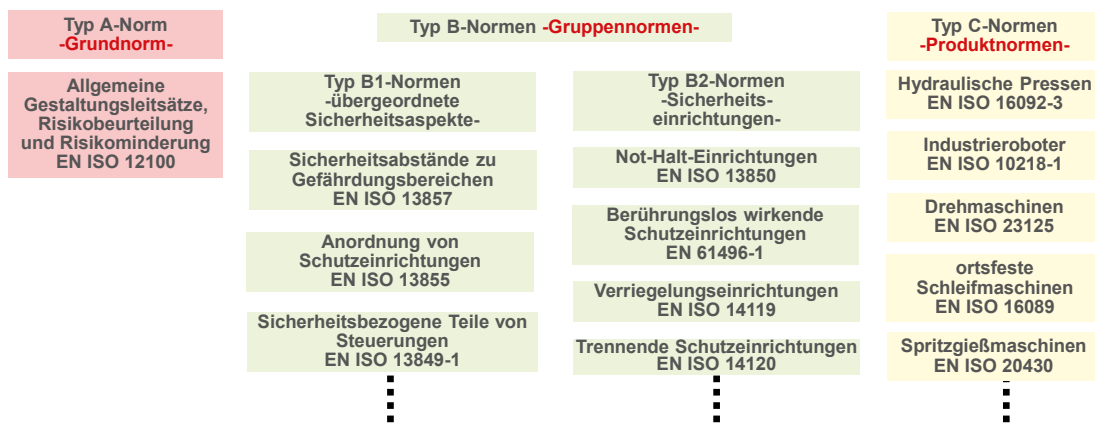 Typ A-Norm
-Grundnorm-
Typ B-Normen -Gruppennormen-
Typ C-Normen
-Produktnormen-
Allgemeine
Gestaltungsleitsätze,
Risikobeurteilung
und Risikominderung
EN ISO 12100
Typ B1-Normen
-übergeordnete
Sicherheitsaspekte-
Sicherheitsabstände zu
Gefährdungsbereichen
EN ISO 13857
Anordnung von
Schutzeinrichtungen
EN ISO 13855
Sicherheitsbezogene Teile von
Steuerungen
EN ISO 13849-1
Typ B2-Normen
-Sicherheits-
einrichtungen-
Not-Halt-Einrichtungen
EN ISO 13850
Berührungslos wirkende
Schutzeinrichtungen
EN 61496-1
Verriegelungseinrichtungen
EN ISO 14119
Trennende Schutzeinrichtungen
EN ISO 14120
Hydraulische Pressen
EN ISO 16092-3
Industrieroboter
EN ISO 10218-1
Drehmaschinen
EN ISO 23125
ortsfeste
Schleifmaschinen
EN ISO 16089
Spritzgießmaschinen
EN ISO 20430